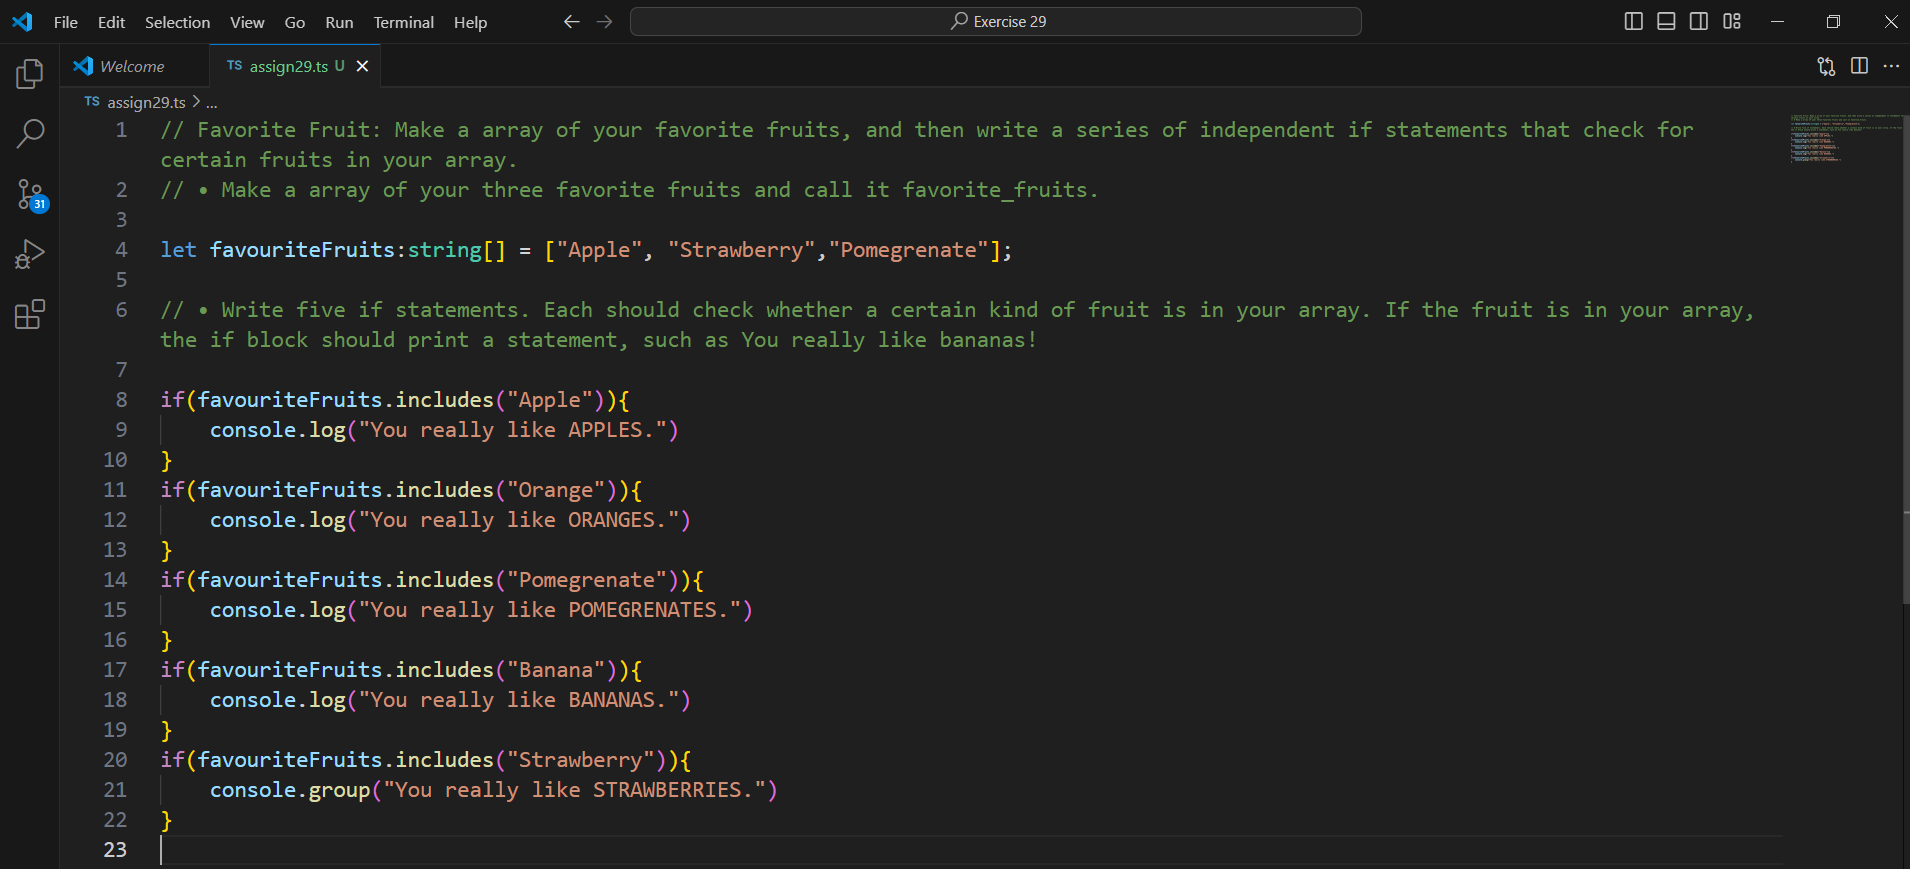 File Edit Selection View Go Run Terminal Help
Exercise 29
Welcome
TS assign29.ts U
TS assign29.ts > ...
1 // Favorite Fruit: Make a array of your favorite fruits, and then write a series of independent if statements that check for
certain fruits in your array.
2 // • Make a array of your three favorite fruits and call it favorite_fruits.
3
4 let favouriteFruits:string[] = ["Apple", "Strawberry","Pomegrenate"];
5
6 // • Write five if statements. Each should check whether a certain kind of fruit is in your array. If the fruit is in your array,
the if block should print a statement, such as You really like bananas!
7
8 if(favouriteFruits.includes("Apple")){
9 console.log("You really like APPLES.")
10 }
11 if(favouriteFruits.includes("Orange")){
12 console.log("You really like ORANGES.")
13 }
14 if(favouriteFruits.includes("Pomegrenate")){
15 console.log("You really like POMEGRENATES.")
16 }
17 if(favouriteFruits.includes("Banana")){
18 console.log("You really like BANANAS.")
19 }
20 if(favouriteFruits.includes("Strawberry")){
21 console.group("You really like STRAWBERRIES.")
22 }
23
31